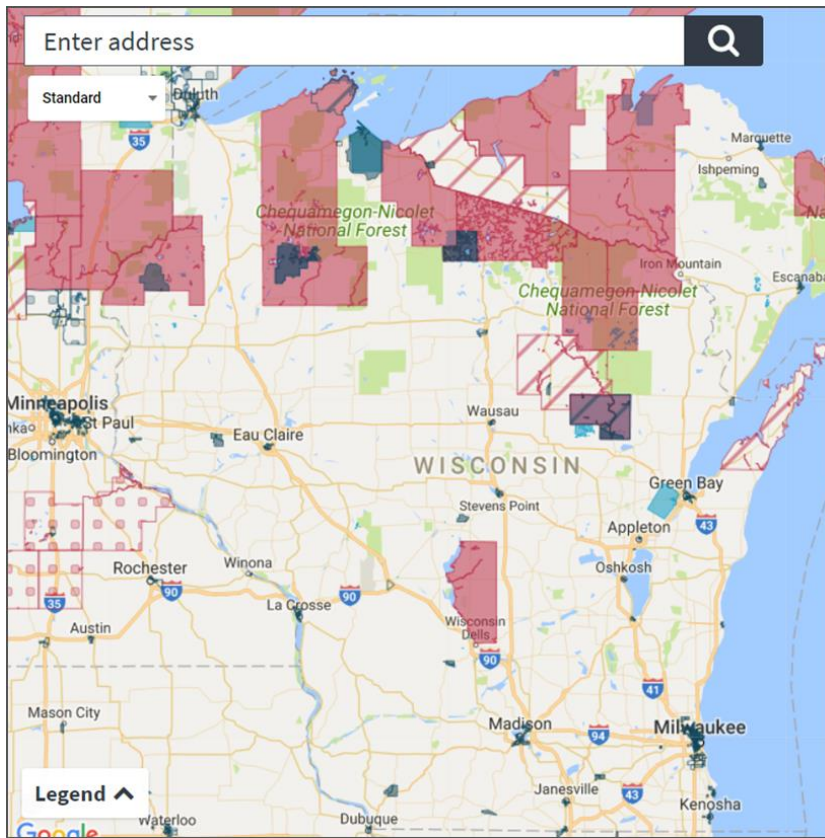 Enter address
Standard
Duluth
35
Marquette
Ishpeming
Chequamegon-Nicolet
National Forest
Iron Mountain
Escanaba
Chequamegon-Nicolet
National Forest
Minneapolis
St Paul
Bloomington
Eau Claire
Wausau
WISCONSIN
Green Bay
Stevens Point
43
Appleton
Rochester
Winona
Oshkosh
90
90
35
La Crosse
Austin
Wisconsin
Dells
90
41
Mason City
Madison
94
Milwaukee
Legend
43
Janesville
Kenosha
Waterloo
Dubuque
Google